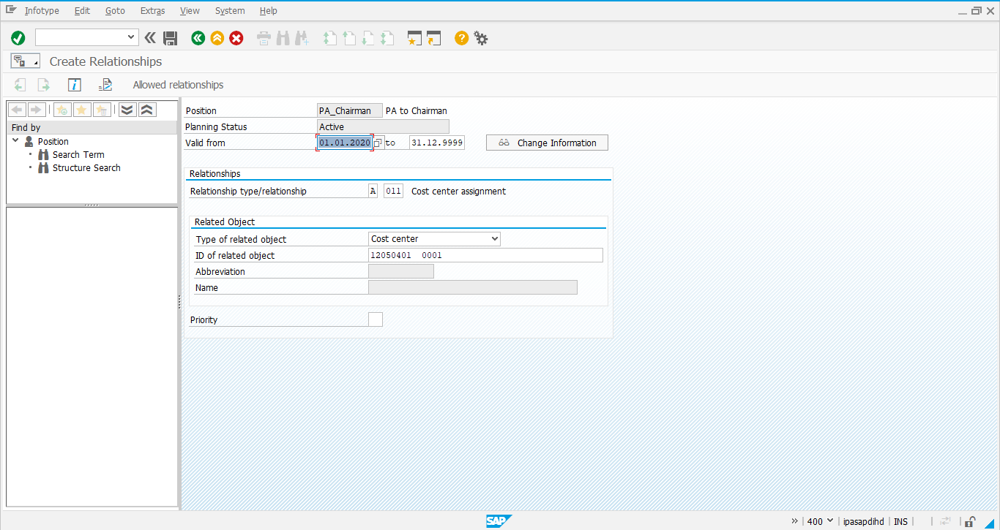 Infotype Edit Goto Extras View System Help
Create Relationships
Allowed relationships
Find by
Position
Search Term
Structure Search
Position PA_Chairman PA to Chairman
Planning Status Active
Valid from 01.01.2020 to 31.12.9999 Change Information
Relationships
Relationship type/relationship A 011 Cost center assignment
Related Object
Type of related object Cost center
ID of related object 12050401 0001
Abbreviation
Name
Priority
SAP 400 ipasapdihd INS